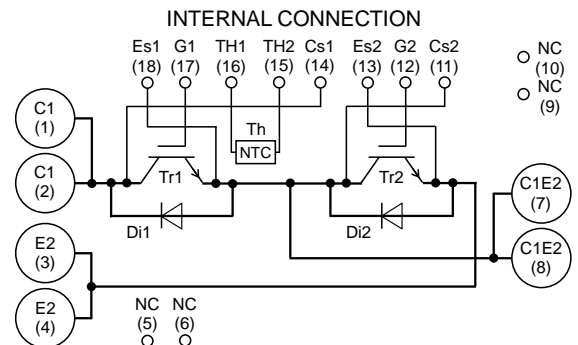 INTERNAL CONNECTION
Es1 G1 TH1 TH2 Cs1 Es2 G2 Cs2
(18) (17) (16) (15) (14) (13) (12) (11)
NC
(10)
NC
(9)
C1
(1)
Th
NTC
C1
(2)
Tr1
Tr2
C1E2
(7)
Di1
Di2
E2
(3)
C1E2
(8)
E2
(4)
NC NC
(5) (6)